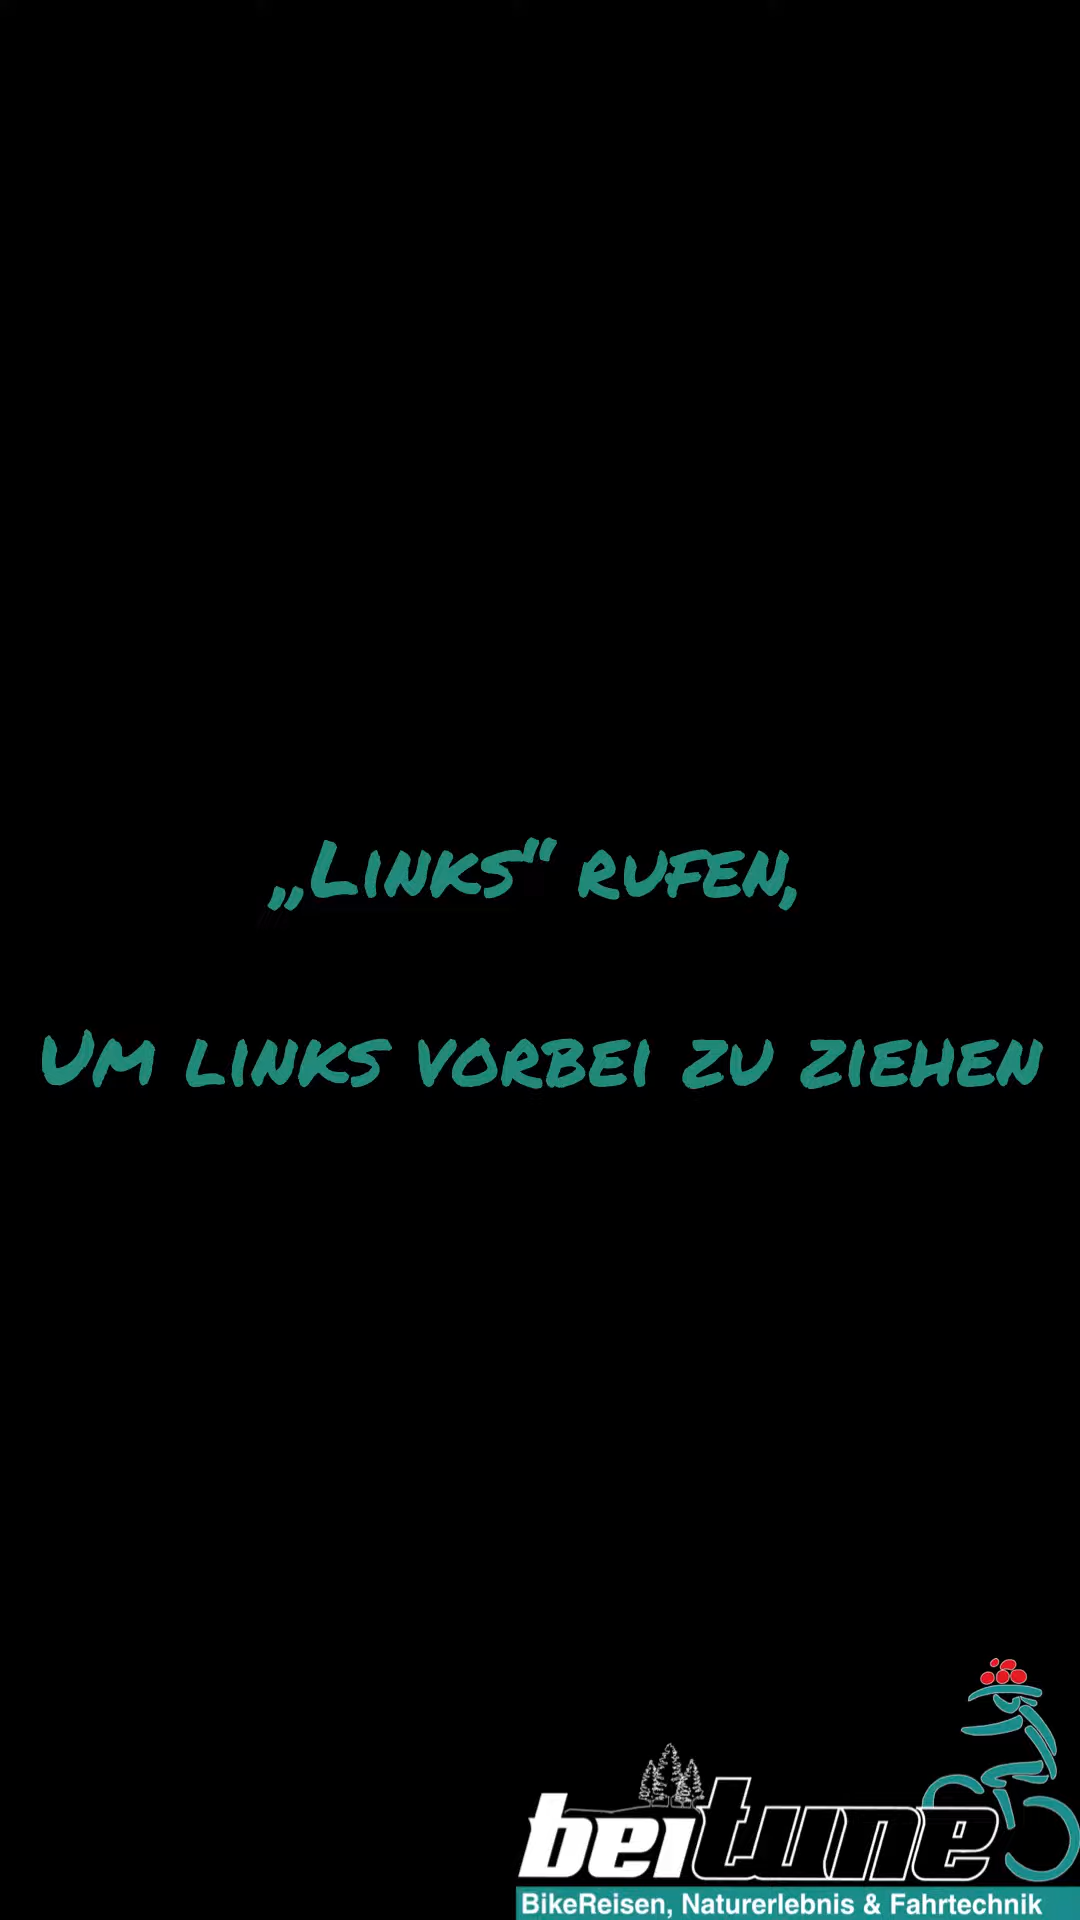 „Links“ rufen,
Um links vorbei zu ziehen
beitune
BikeReisen, Naturerlebnis & Fahrtechnik